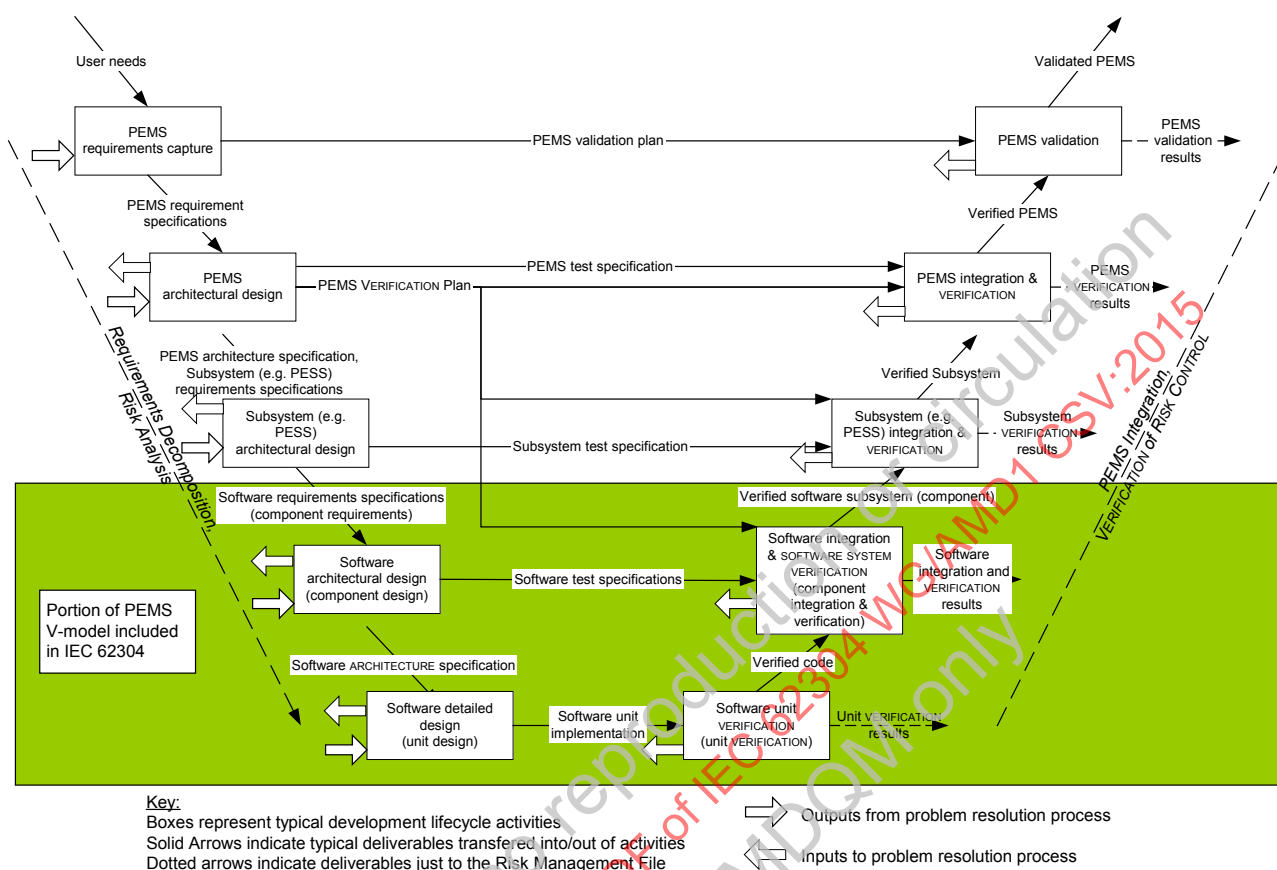 User needs
Validated PEMS
PEMS
requirements capture
PEMS validation plan
PEMS validation
PEMS
validation
results
PEMS requirement
specifications
Verified PEMS
PEMS
architectural design
PEMS test specification
PEMS VERIFICATION Plan
PEMS integration &
VERIFICATION
PEMS
VERIFICATION
results
Requirements Decomposition,
Risk Analysis
PEMS architecture specification,
Subsystem (e.g. PESS)
requirements specifications
Verified Subsystem
PEMS Integration,
VERIFICATION of RISK CONTROL
Subsystem (e.g.
PESS)
architectural design
Subsystem test specification
Subsystem (e.g.
PESS) integration &
VERIFICATION
Subsystem
VERIFICATION
results
Software requirements specifications
(component requirements)
Verified software subsystem (component)
Software
architectural design
(component design)
Software test specifications
Software integration
& SOFTWARE SYSTEM
VERIFICATION
(component
integration &
verification)
Software
integration and
VERIFICATION
results
Portion of PEMS
V-model included
in IEC 62304
Software ARCHITECTURE specification
Verified code
Software detailed
design
(unit design)
Software unit
implementation
Software unit
VERIFICATION
(unit VERIFICATION)
Unit VERIFICATION
results
Key:
Boxes represent typical development lifecycle activities
Solid Arrows indicate typical deliverables transfered into/out of activities
Dotted arrows indicate deliverables just to the Risk Management File
Outputs from problem resolution process
Inputs to problem resolution process
no reproduction or circulation
PDF of IEC 62304 WG/AMD1 CSV:2015
MDQM only